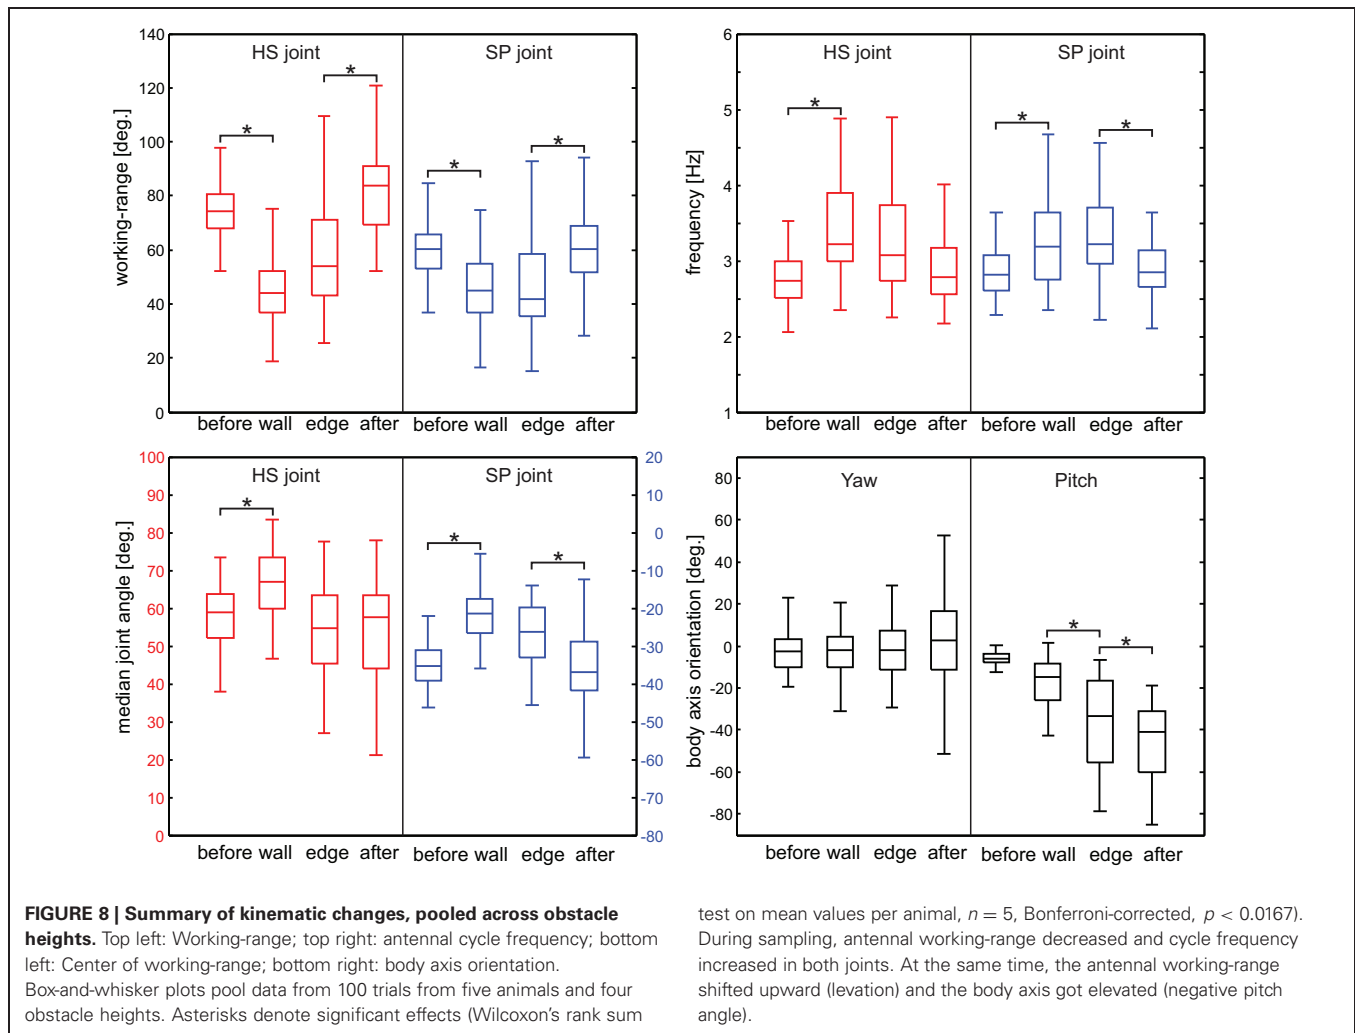 HS joint
SP joint
working-range [deg.]
140
120
100
80
60
40
20
0
*
*
*
*
before wall edge after
before wall edge after
HS joint
SP joint
frequency [Hz]
6
5
4
3
2
1
*
*
*
before wall edge after
before wall edge after
HS joint
SP joint
median joint angle [deg.]
100
90
80
70
60
50
40
30
20
10
0
20
10
0
-10
-20
-30
-40
-50
-60
-70
-80
*
*
*
before wall edge after
before wall edge after
Yaw
Pitch
body axis orientation [deg.]
80
60
40
20
0
-20
-40
-60
-80
*
*
before wall edge after
before wall edge after
FIGURE 8 | Summary of kinematic changes, pooled across obstacle
heights. Top left: Working-range; top right: antennal cycle frequency; bottom
left: Center of working-range; bottom right: body axis orientation.
Box-and-whisker plots pool data from 100 trials from five animals and four
obstacle heights. Asterisks denote significant effects (Wilcoxon's rank sum
test on mean values per animal, n = 5, Bonferroni-corrected, p < 0.0167).
During sampling, antennal working-range decreased and cycle frequency
increased in both joints. At the same time, the antennal working-range
shifted upward (levation) and the body axis got elevated (negative pitch
angle).